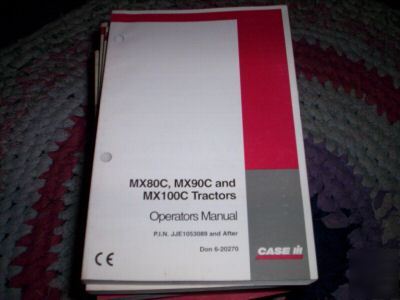 MX80C, MX90C and
MX100C Tractors
Operators Manual
P.I.N. JJE1053089 and After
Don 6-20270
CE
CASE IH